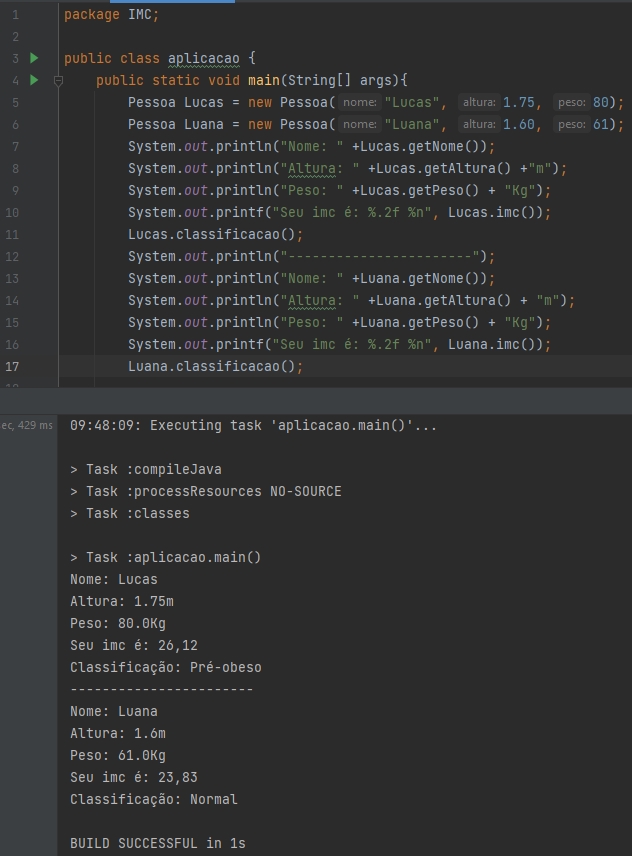 1 package IMC;
2
3 public class aplicacao {
4 public static void main(String[] args){
5 Pessoa Lucas = new Pessoa( nome: "Lucas", altura: 1.75, peso: 80);
6 Pessoa Luana = new Pessoa( nome: "Luana", altura: 1.60, peso: 61);
7 System.out.println("Nome: " +Lucas.getNome());
8 System.out.println("Altura: " +Lucas.getAltura() +"m");
9 System.out.println("Peso: " +Lucas.getPeso() + "Kg");
10 System.out.printf("Seu imc é: %.2f %n", Lucas.imc());
11 Lucas.classificacao();
12 System.out.println("-----------------------");
13 System.out.println("Nome: " +Luana.getNome());
14 System.out.println("Altura: " +Luana.getAltura() + "m");
15 System.out.println("Peso: " +Luana.getPeso() + "Kg");
16 System.out.printf("Seu imc é: %.2f %n", Luana.imc());
17 Luana.classificacao();
18
ec, 429 ms 09:48:09: Executing task 'aplicacao.main()'...
> Task :compileJava
> Task :processResources NO-SOURCE
> Task :classes
> Task :aplicacao.main()
Nome: Lucas
Altura: 1.75m
Peso: 80.0Kg
Seu imc é: 26,12
Classificação: Pré-obeso
-----------------------
Nome: Luana
Altura: 1.6m
Peso: 61.0Kg
Seu imc é: 23,83
Classificação: Normal
BUILD SUCCESSFUL in 1s